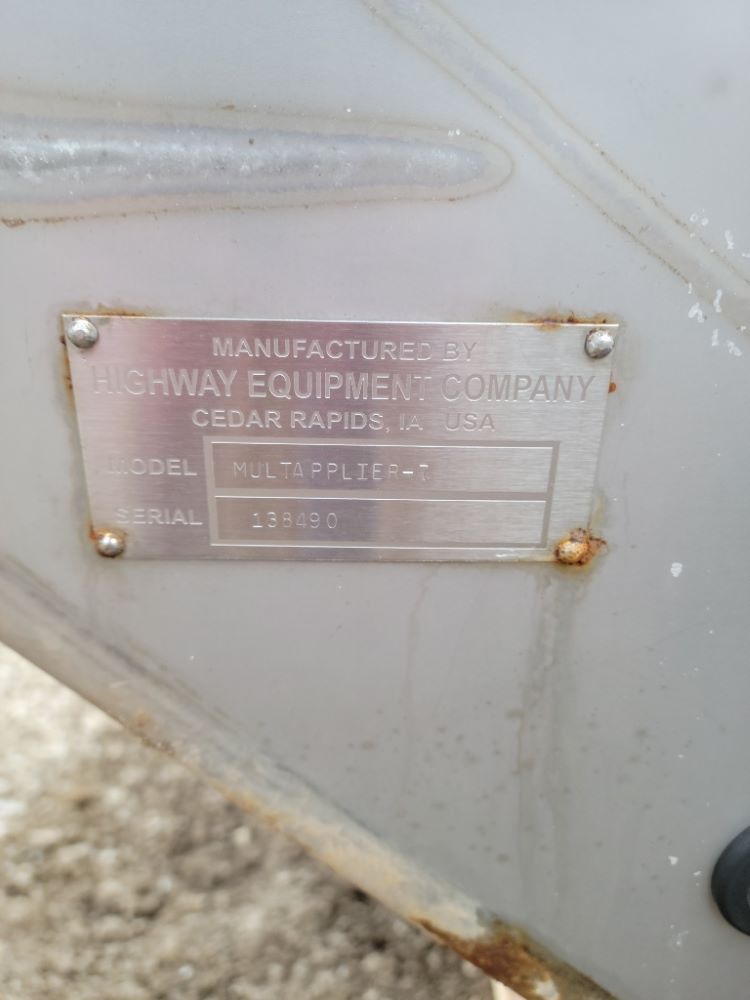 MANUFACTURED BY
HIGHWAY EQUIPMENT COMPANY
CEDAR RAPIDS, IA USA
MODEL MULTAPPLIER-T
SERIAL 138490